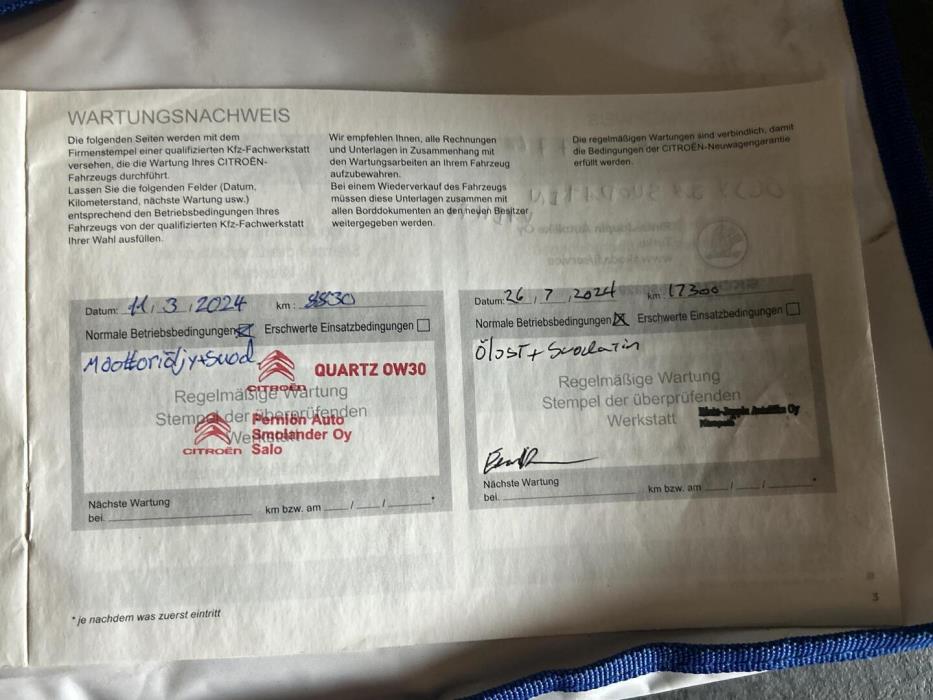 WARTUNGSNACHWEIS
Die folgenden Seiten werden mit dem
Firmenstempel einer qualifizierten Kfz-Fachwerkstatt
versehen, die die Wartung Ihres CITROËN-
Fahrzeugs durchführt.
Lassen Sie die folgenden Felder (Datum,
Kilometerstand, nächste Wartung usw.)
entsprechend den Betriebsbedingungen Ihres
Fahrzeugs von der qualifizierten Kfz-Fachwerkstatt
Ihrer Wahl ausfüllen.
Wir empfehlen Ihnen, alle Rechnungen
und Unterlagen in Zusammenhang mit
den Wartungsarbeiten an Ihrem Fahrzeug
aufzubewahren.
Bei einem Wiederverkauf des Fahrzeugs
müssen diese Unterlagen zusammen mit
allen Borddokumenten an den neuen Besitzer
weitergegeben werden.
Die regelmäßigen Wartungen sind verbindlich, damit
die Bedingungen der CITROËN-Neuwagengarantie
erfüllt werden.
Datum: 11, 3, 2024 km: 8830
Normale Betriebsbedingungen Erschwerte Einsatzbedingungen
Moottoriöljy+Suod.
QUARTZ 0W30
CITROËN
Regelmäßige Wartung
Stempel der überprüfenden
Werkstatt
Perniön Auto
Smolander Oy
CITROËN Salo
Nächste Wartung
bei. km bzw. am / / *
Datum: 26, 7, 2024 km: 17300
Normale Betriebsbedingungen Erschwerte Einsatzbedingungen
Regelmäßige Wartung
Stempel der überprüfenden
Werkstatt
Nächste Wartung
bei. km bzw. am / / *
* je nachdem was zuerst eintritt
3